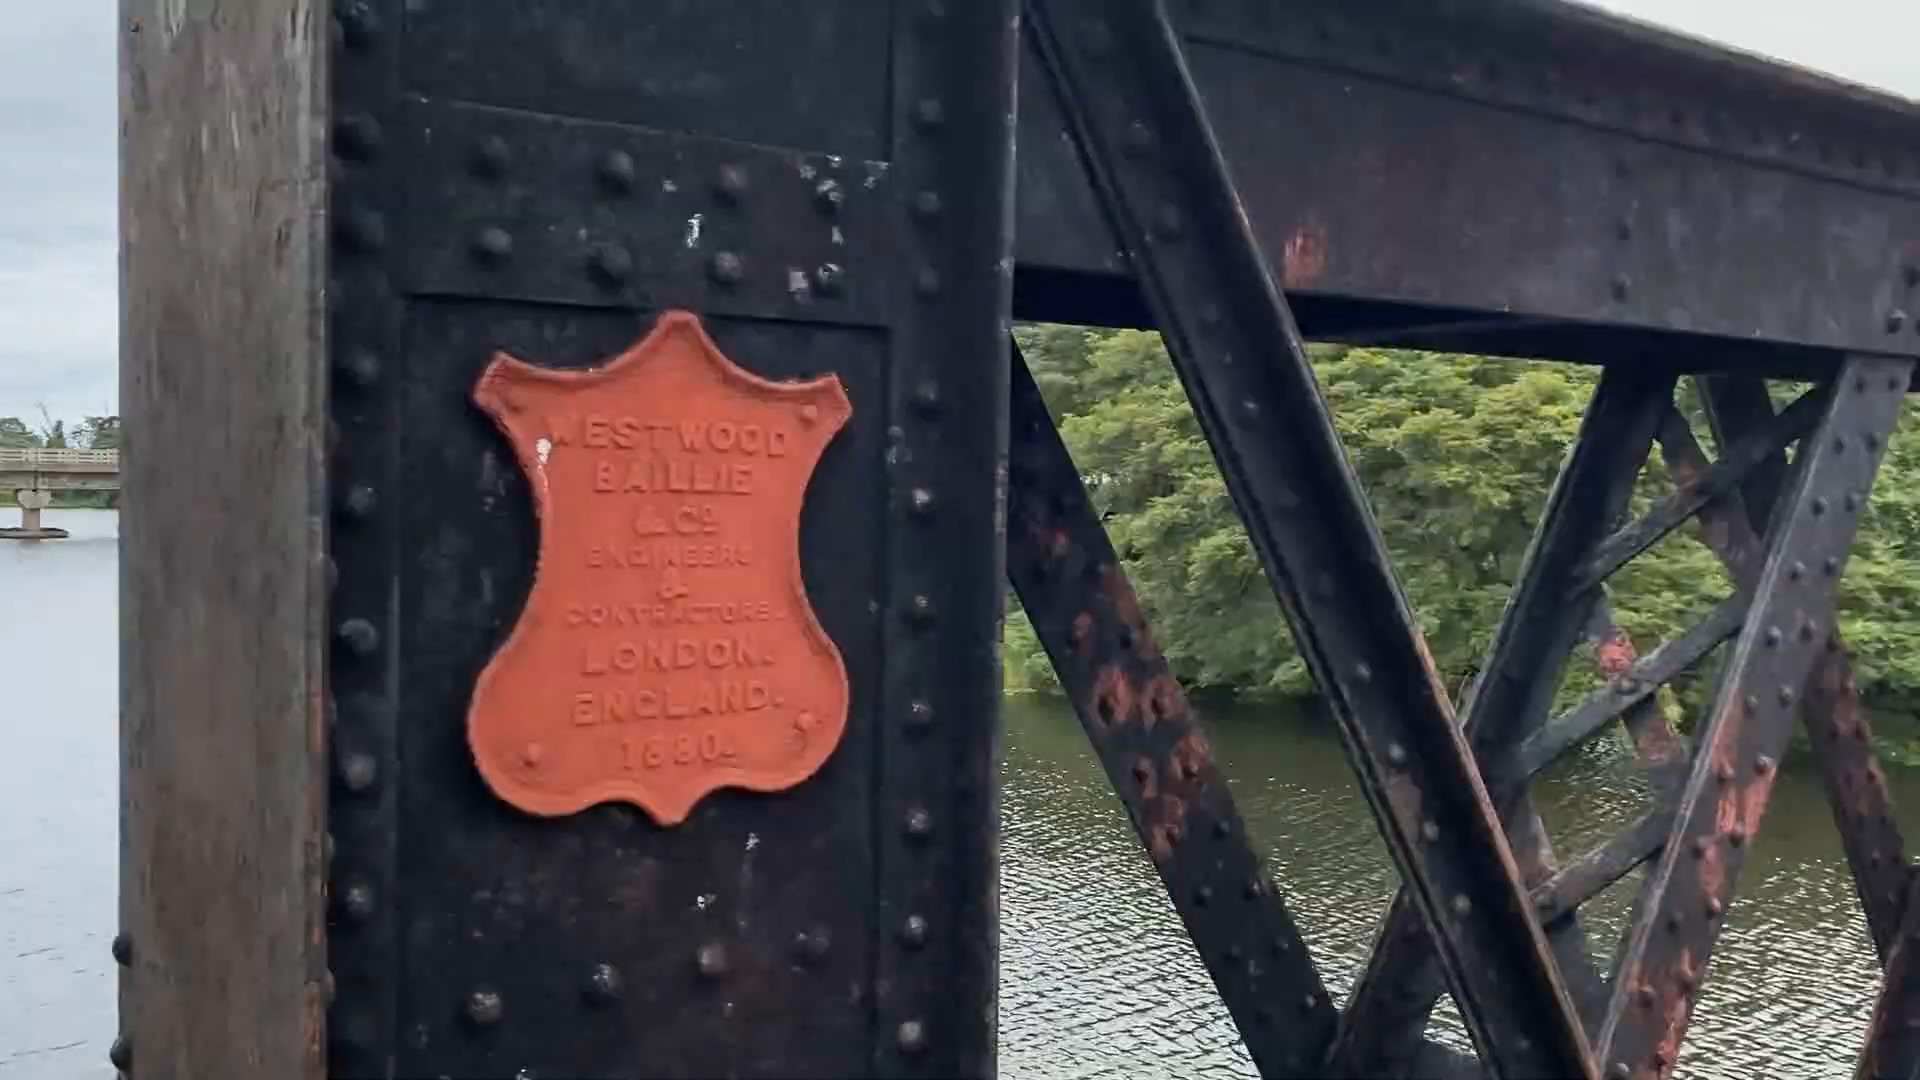 WESTWOOD
BAILLIE
& Cº
ENGINEERS
&
CONTRACTORS.
LONDON.
ENGLAND.
1880.